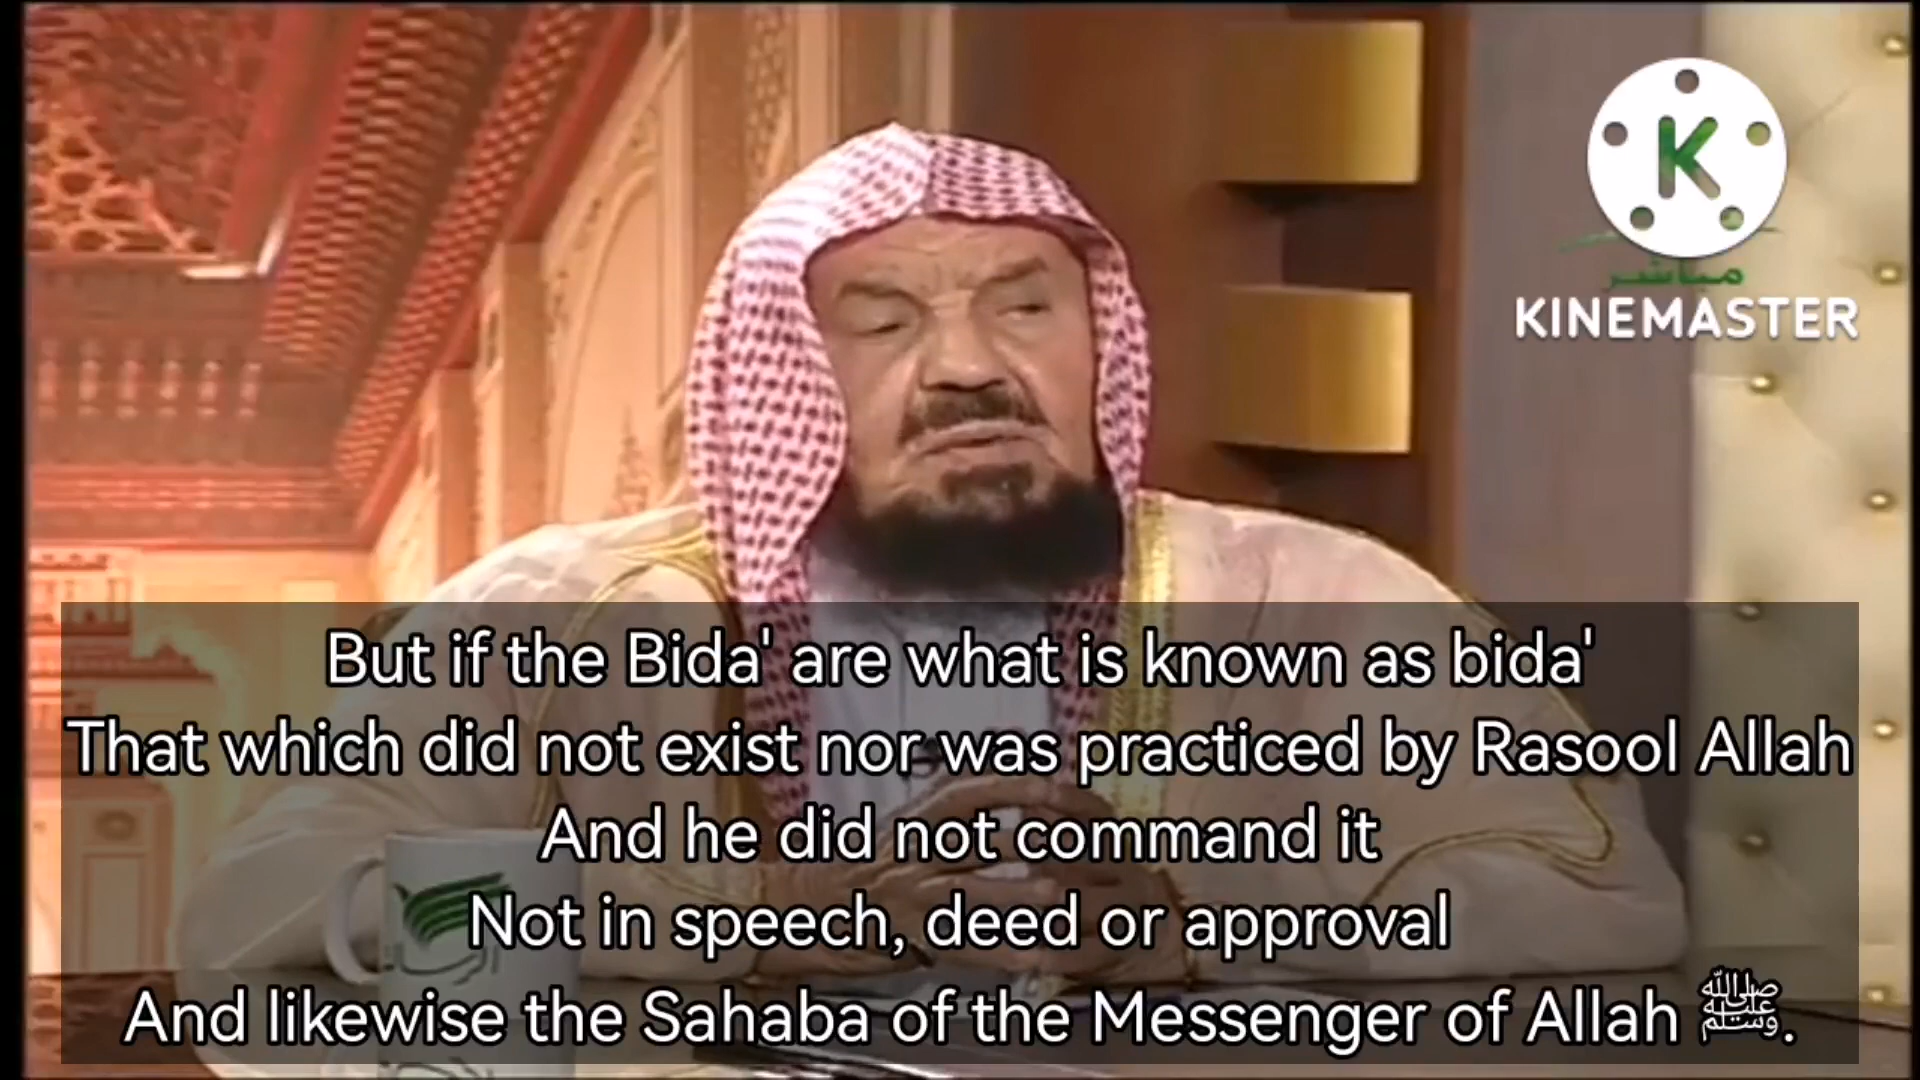 K
مباشر
KINEMASTER
But if the Bida' are what is known as bida'
That which did not exist nor was practiced by Rasool Allah
And he did not command it
Not in speech, deed or approval
And likewise the Sahaba of the Messenger of Allah ﷺ.